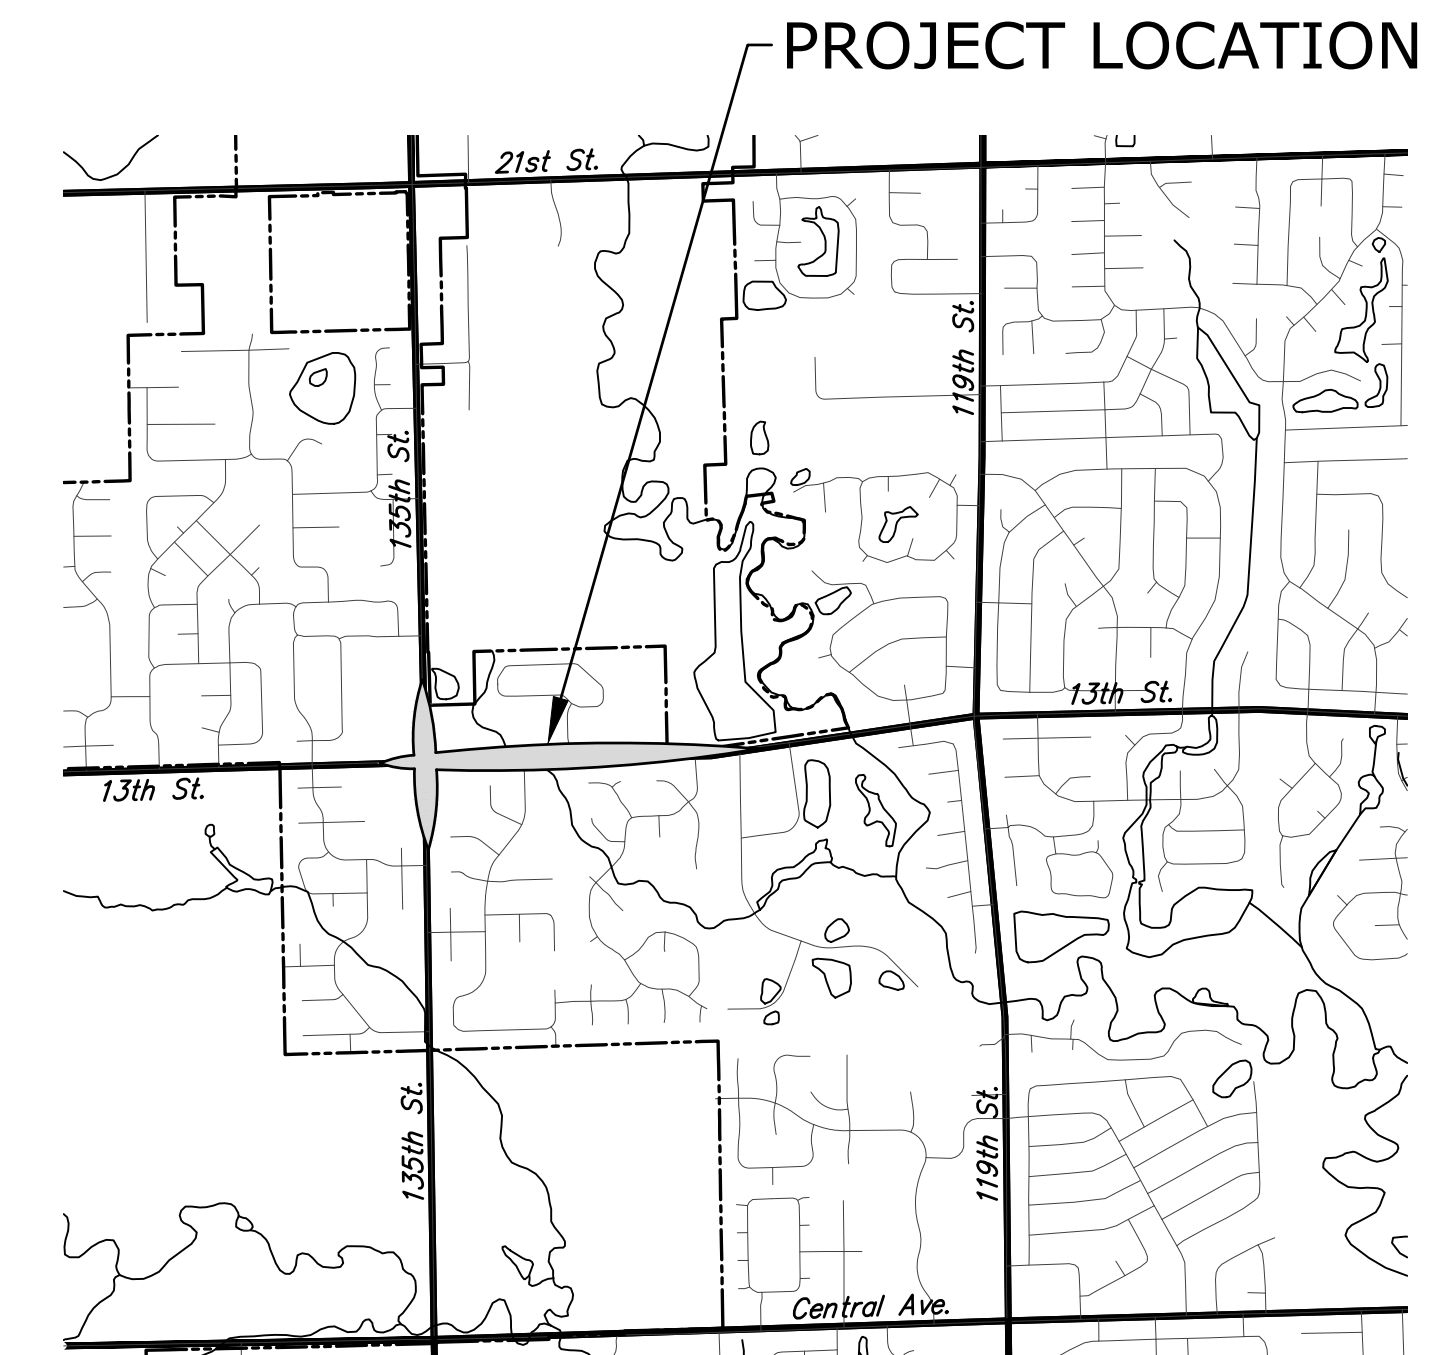 PROJECT LOCATION
21st St.
119th St.
135th St.
13th St.
13th St.
135th St.
119th St.
Central Ave.